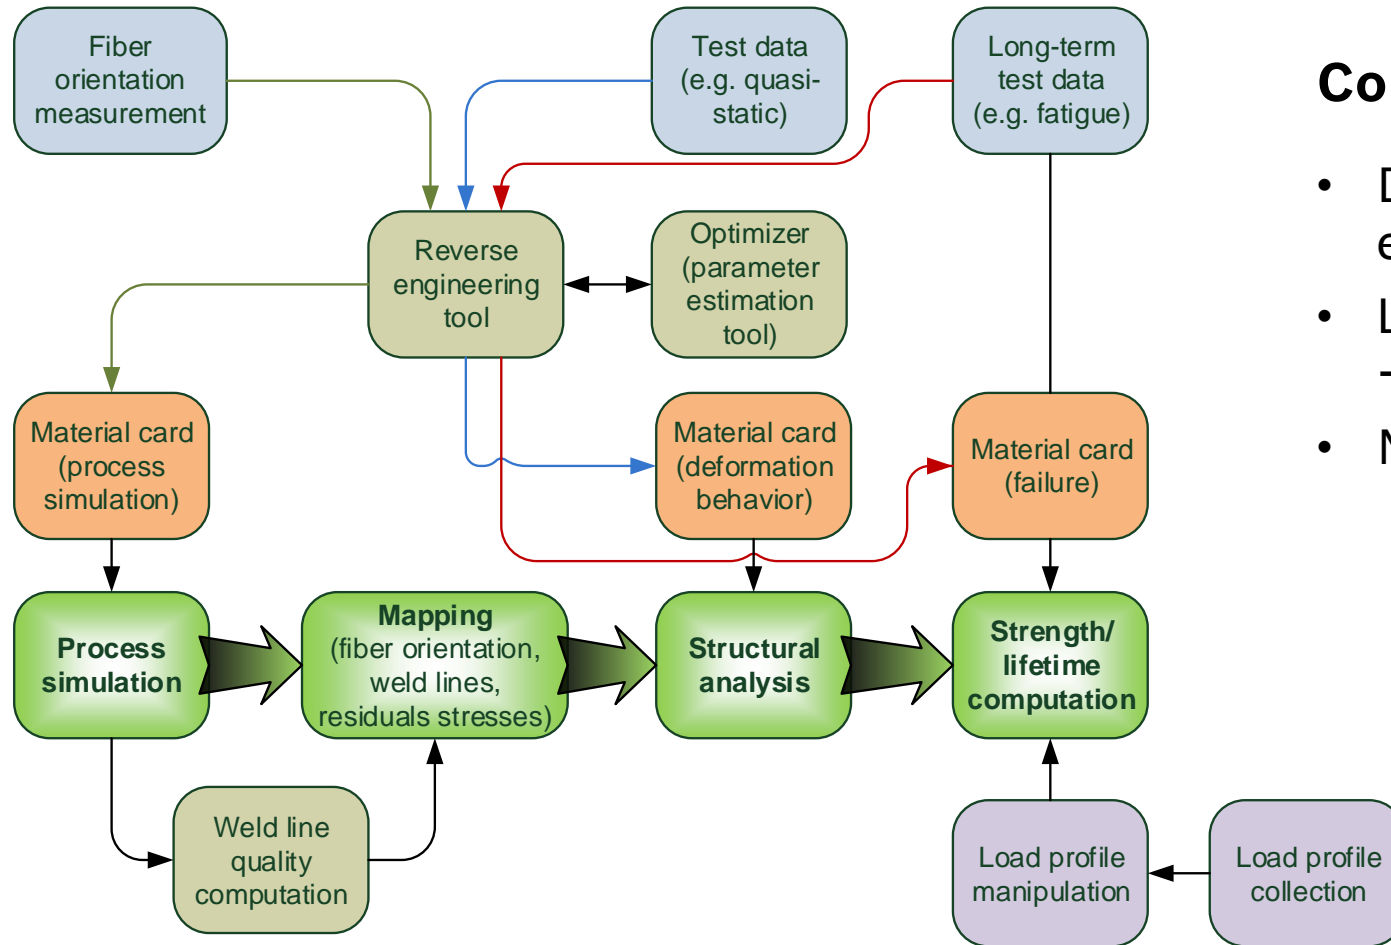 Fiber
orientation
measurement
Test data
(e.g. quasi-
static)
Long-term
test data
(e.g. fatigue)
Reverse
engineering
tool
Optimizer
(parameter
estimation
tool)
Material card
(process
simulation)
Material card
(deformation
behavior)
Material card
(failure)
Process
simulation
Mapping
(fiber orientation,
weld lines,
residuals stresses)
Structural
analysis
Strength/
lifetime
computation
Weld line
quality
computation
Load profile
manipulation
Load profile
collection
Co
•
•
•